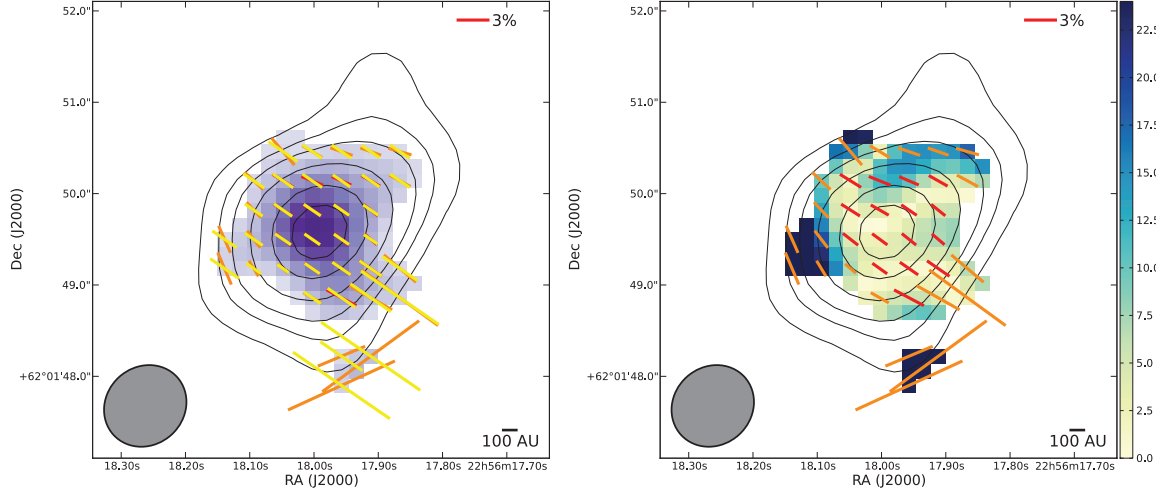 52.0"
51.0"
50.0"
49.0"
+62°01'48.0"
Dec (J2000)
3%
100 AU
18.30s 18.20s 18.10s 18.00s 17.90s 17.80s 22h56m17.70s
RA (J2000)
52.0"
51.0"
50.0"
49.0"
+62°01'48.0"
Dec (J2000)
3%
100 AU
18.30s 18.20s 18.10s 18.00s 17.90s 17.80s 22h56m17.70s
RA (J2000)
22.5
20.0
17.5
15.0
12.5
10.0
7.5
5.0
2.5
0.0